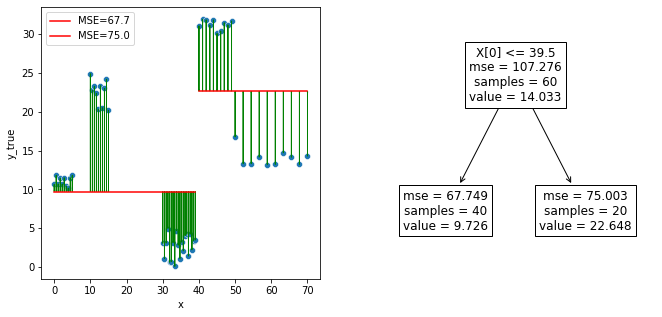 MSE=67.7
MSE=75.0
30
25
20
15
10
5
0
y_true
0
10
20
30
40
50
60
70
x
X[0] <= 39.5
mse = 107.276
samples = 60
value = 14.033
mse = 67.749
samples = 40
value = 9.726
mse = 75.003
samples = 20
value = 22.648